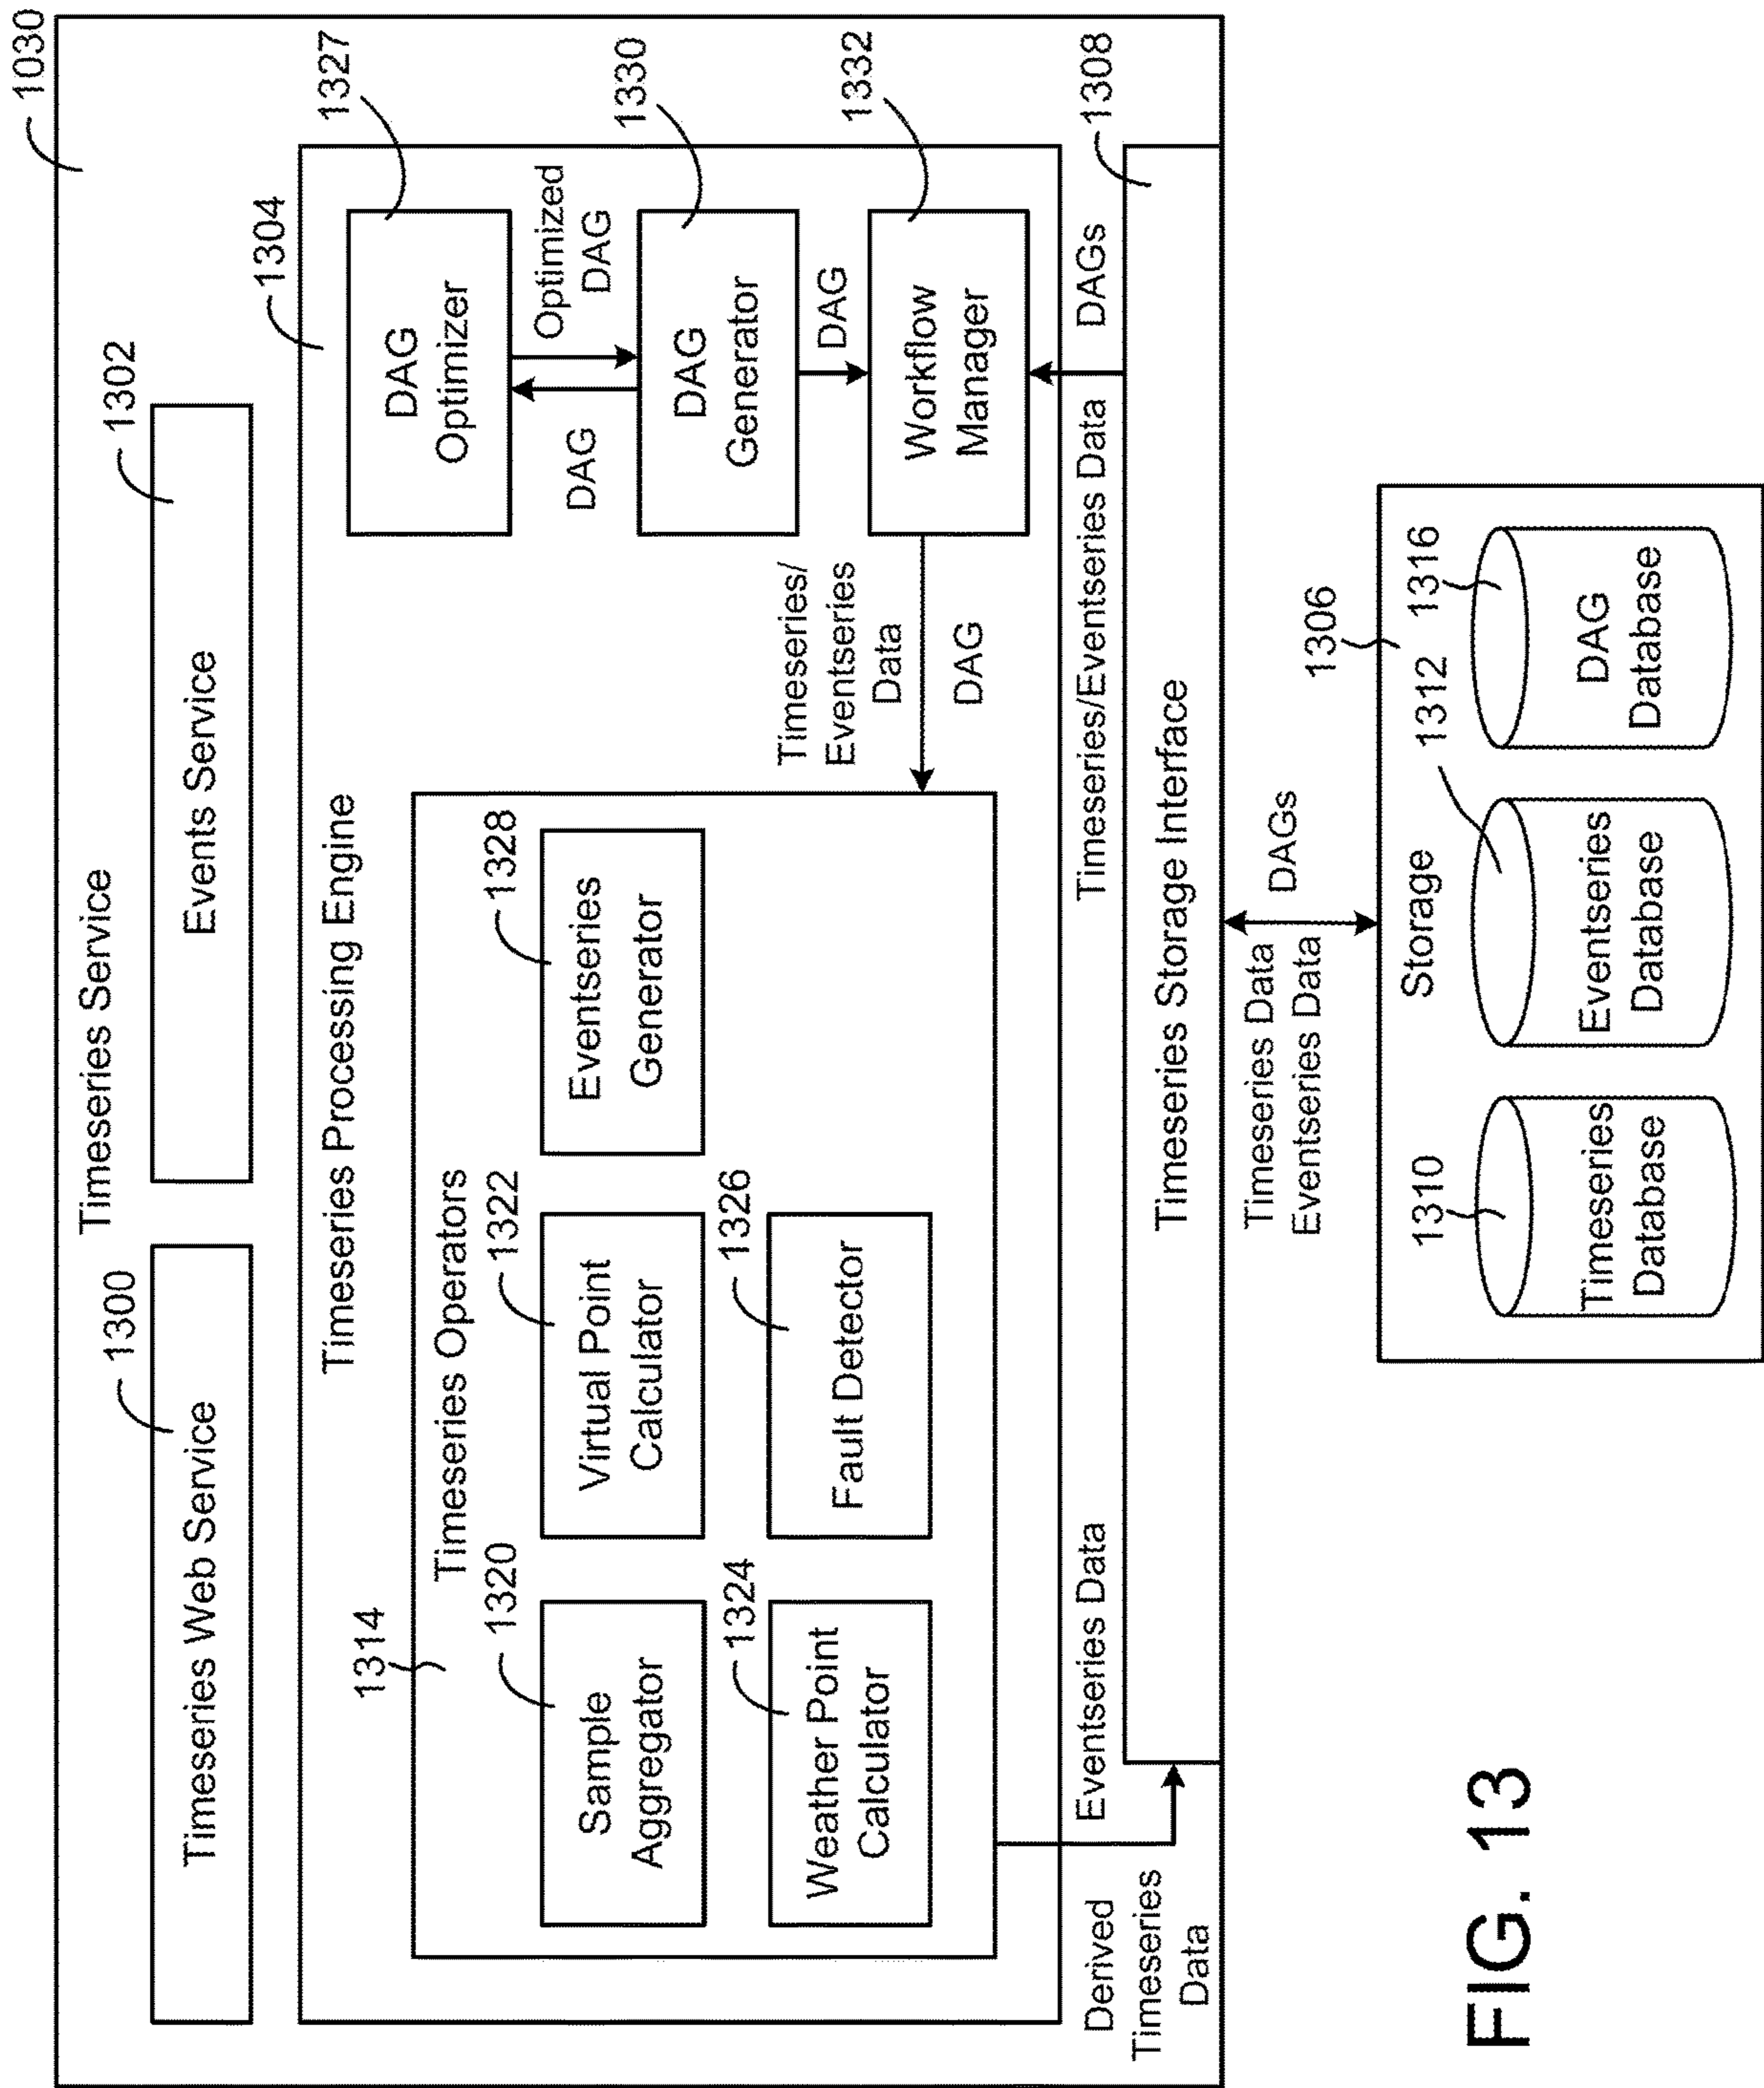 1030
Timeseries Service
1300
1302
Timeseries Web Service
Events Service
1304
Timeseries Processing Engine
1314
Timeseries Operators
1320
Sample
Aggregator
1322
Virtual Point
Calculator
1328
Eventseries
Generator
1324
Weather Point
Calculator
1326
Fault Detector
1327
DAG
Optimizer
DAG
Optimized
DAG
1330
DAG
Generator
DAG
1332
Workflow
Manager
Timeseries/
Eventseries
Data
DAG
Derived
Timeseries
Data
Eventseries Data
Timeseries/Eventseries Data
DAGs
1308
Timeseries Storage Interface
Timeseries Data
Eventseries Data
DAGs
1306
Storage
1310
Timeseries
Database
1312
Eventseries
Database
1316
DAG
Database
FIG. 13